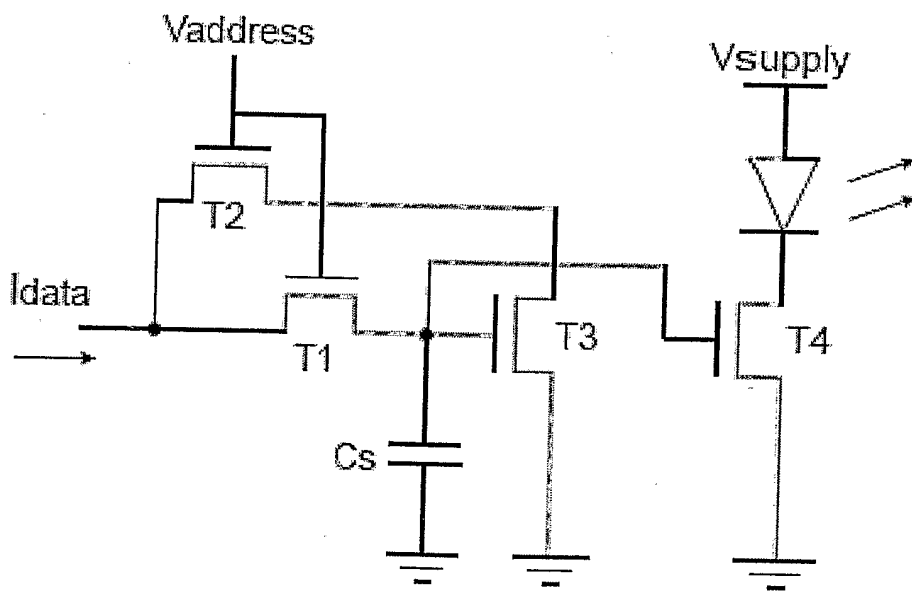 Vaddress
Vsupply
T2
Idata
T1
T3
T4
Cs